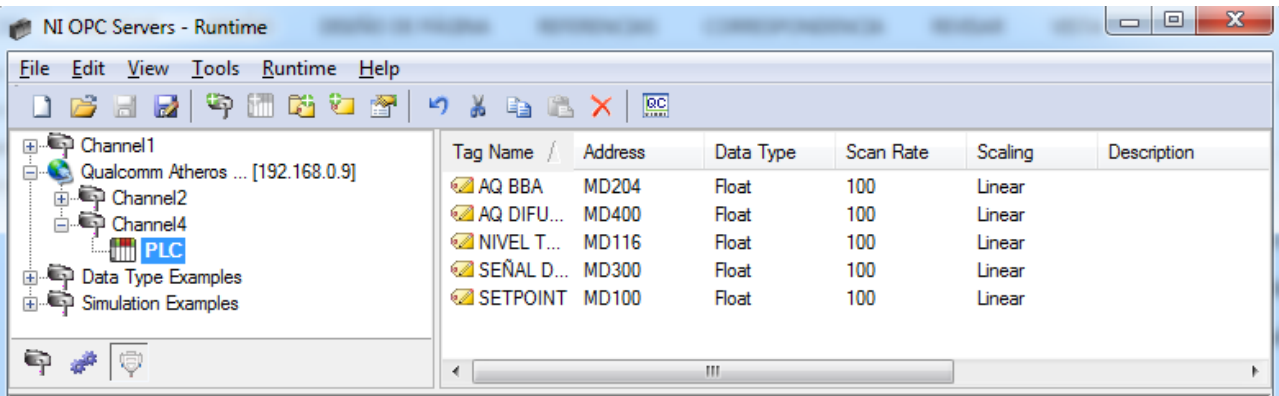 NI OPC Servers - Runtime
File Edit View Tools Runtime Help
QC
Channel1
Qualcomm Atheros ... [192.168.0.9]
Channel2
Channel4
PLC
Data Type Examples
Simulation Examples
Tag Name Address Data Type Scan Rate Scaling Description
AQ BBA MD204 Float 100 Linear
AQ DIFU... MD400 Float 100 Linear
NIVEL T... MD116 Float 100 Linear
SEÑAL D... MD300 Float 100 Linear
SETPOINT MD100 Float 100 Linear